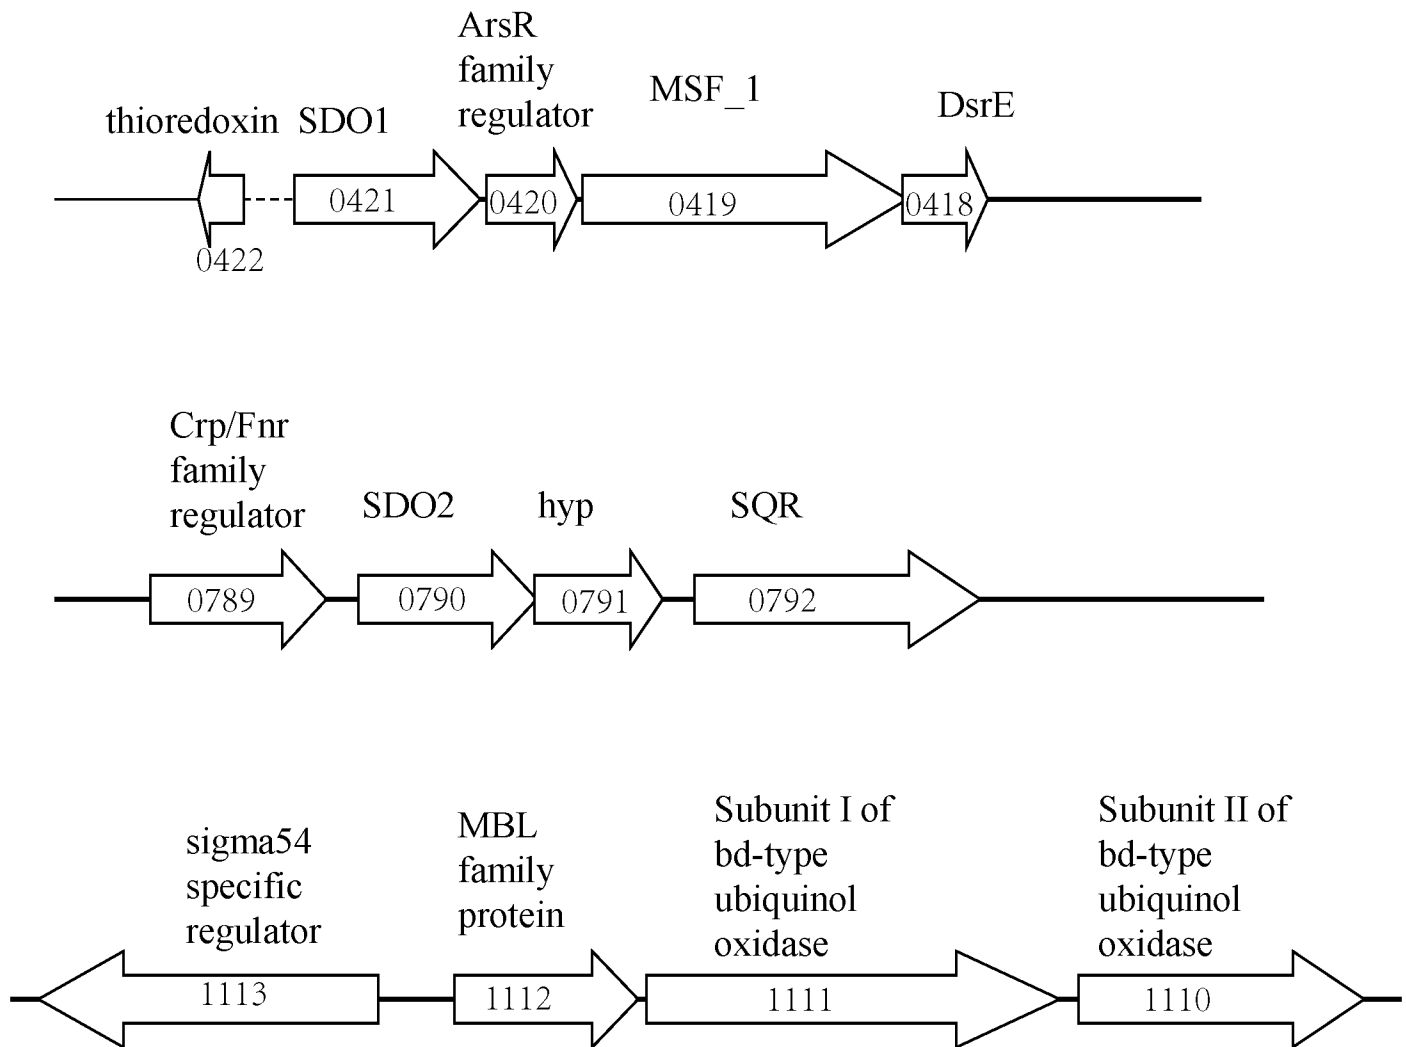 ArsR
family
regulator
MSF_1
DsrE
thioredoxin
SDO1
0421
0420
0419
0418
0422
Crp/Fnr
family
regulator
SDO2
hyp
SQR
0789
0790
0791
0792
sigma54
specific
regulator
MBL
family
protein
Subunit I of
bd-type
ubiquinol
oxidase
Subunit II of
bd-type
ubiquinol
oxidase
1113
1112
1111
1110